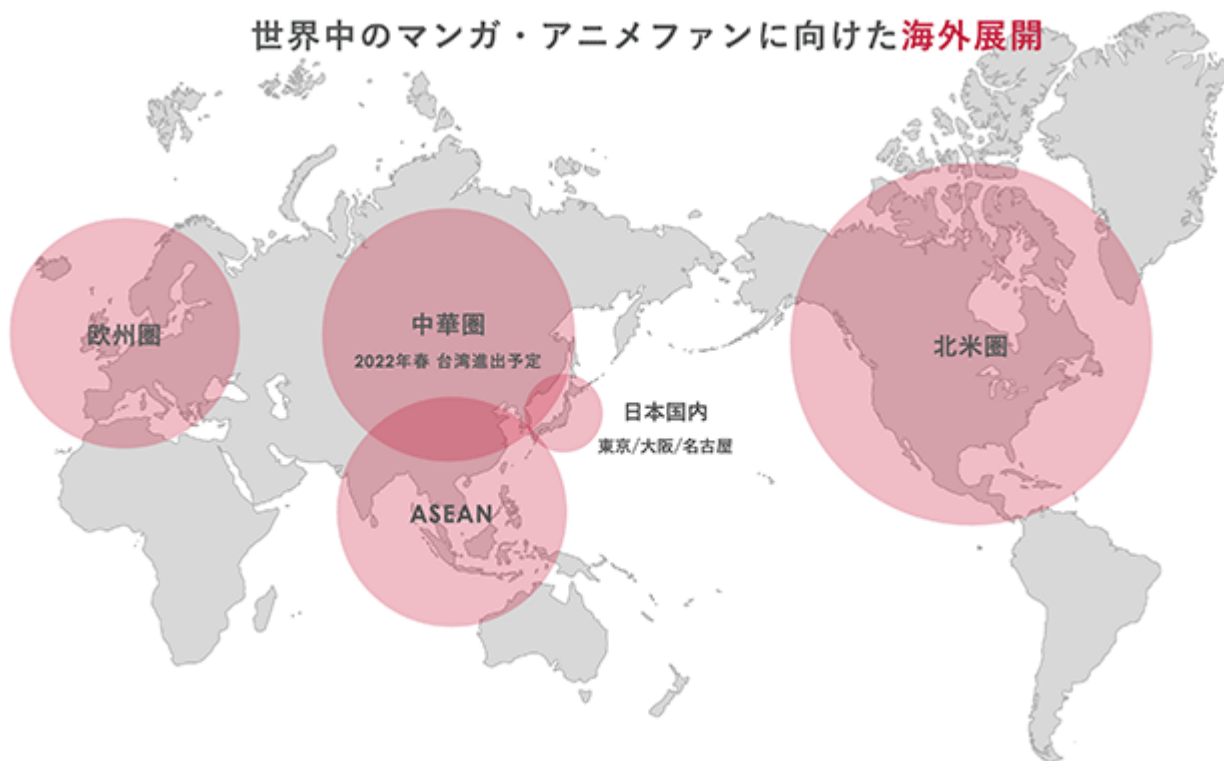 世界中のマンガ・アニメファンに向けた海外展開
欧州圏
中華圏
2022年春 台湾進出予定
北米圏
日本国内
東京/大阪/名古屋
ASEAN